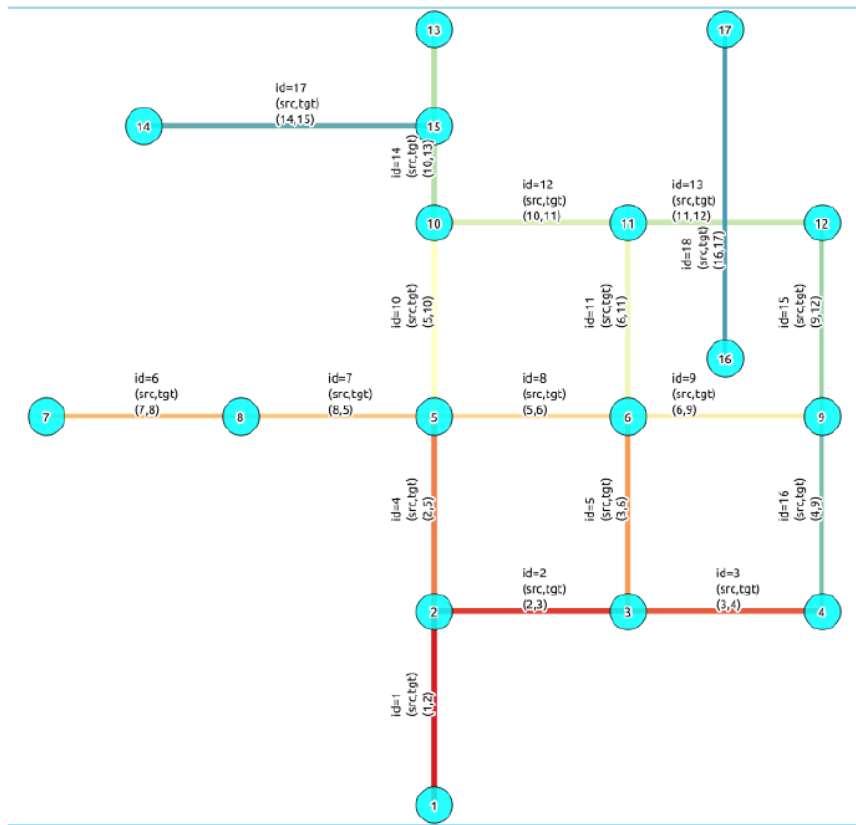 13
17
id=17
(src,tgt)
(14,15)
14
15
id=14
(src,tgt)
(10,13)
id=12
(src,tgt)
(10,11)
id=13
(src,tgt)
(11,12)
10
11
12
id=18
(src,tgt)
(16,17)
id=10
(src,tgt)
(5,10)
id=11
(src,tgt)
(6,11)
id=15
(src,tgt)
(9,12)
16
id=6
(src,tgt)
(7,8)
id=7
(src,tgt)
(8,5)
id=8
(src,tgt)
(5,6)
id=9
(src,tgt)
(6,9)
7
8
5
6
9
id=4
(src,tgt)
(2,5)
id=5
(src,tgt)
(3,6)
id=16
(src,tgt)
(4,9)
id=2
(src,tgt)
(2,3)
id=3
(src,tgt)
(3,4)
2
3
4
id=1
(src,tgt)
(1,2)
1